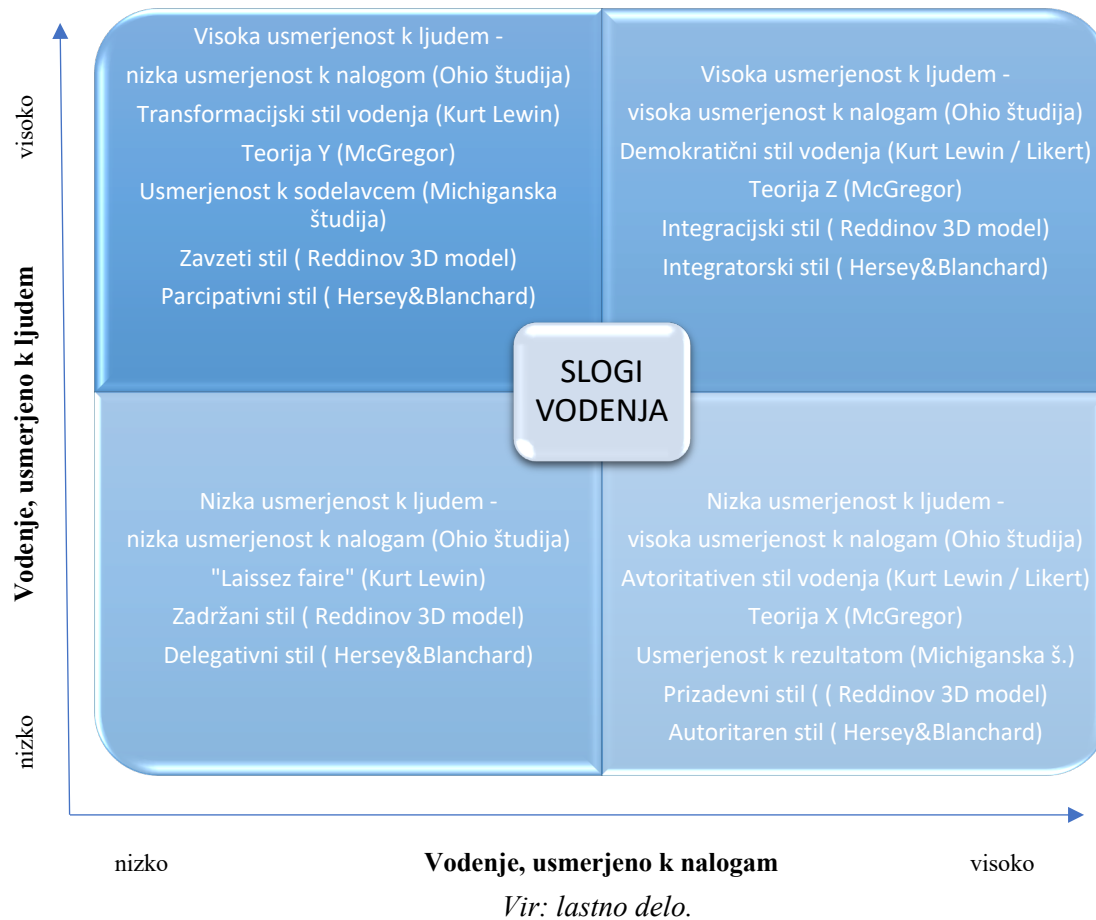 Visoka usmerjenost k ljudem -
nizka usmerjenost k nalogom (Ohio študija)
Transformacijski stil vodenja (Kurt Lewin)
Teorija Y (McGregor)
Usmerjenost k sodelavcem (Michiganska
študija)
Zavzeti stil ( Reddinov 3D model)
Parcipativni stil ( Hersey&Blanchard)
Visoka usmerjenost k ljudem -
visoka usmerjenost k nalogam (Ohio študija)
Demokratični stil vodenja (Kurt Lewin / Likert)
Teorija Z (McGregor)
Integracijski stil ( Reddinov 3D model)
Integratorski stil ( Hersey&Blanchard)
SLOGI
VODENJA
Nizka usmerjenost k ljudem -
nizka usmerjenost k nalogam (Ohio študija)
"Laissez faire" (Kurt Lewin)
Zadržani stil ( Reddinov 3D model)
Delegativni stil ( Hersey&Blanchard)
Nizka usmerjenost k ljudem -
visoka usmerjenost k nalogam (Ohio študija)
Avtoritativen stil vodenja (Kurt Lewin / Likert)
Teorija X (McGregor)
Usmerjenost k rezultatom (Michiganska š.)
Prizadevni stil ( ( Reddinov 3D model)
Autoritaren stil ( Hersey&Blanchard)
visoko
Vodenje, usmerjeno k ljudem
nizko
nizko
Vodenje, usmerjeno k nalogam
visoko
Vir: lastno delo.